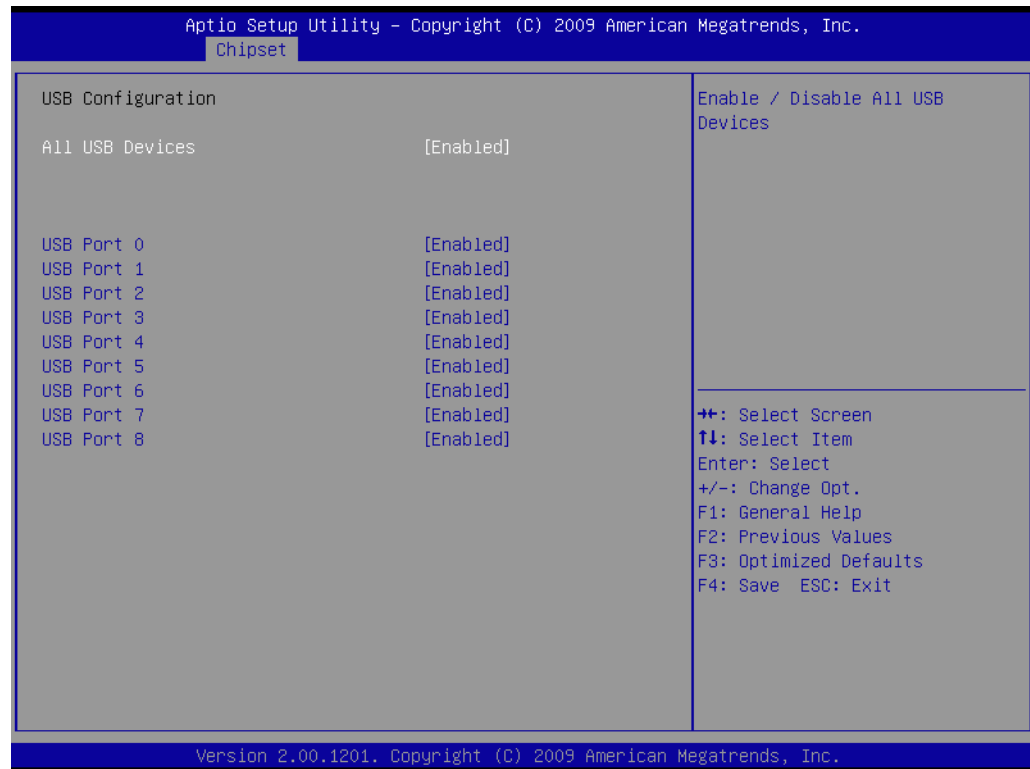 Aptio Setup Utility – Copyright (C) 2009 American Megatrends, Inc.
Chipset
USB Configuration
All USB Devices [Enabled]
USB Port 0 [Enabled]
USB Port 1 [Enabled]
USB Port 2 [Enabled]
USB Port 3 [Enabled]
USB Port 4 [Enabled]
USB Port 5 [Enabled]
USB Port 6 [Enabled]
USB Port 7 [Enabled]
USB Port 8 [Enabled]
Enable / Disable All USB
Devices
→←: Select Screen
↑↓: Select Item
Enter: Select
+/-: Change Opt.
F1: General Help
F2: Previous Values
F3: Optimized Defaults
F4: Save ESC: Exit
Version 2.00.1201. Copyright (C) 2009 American Megatrends, Inc.